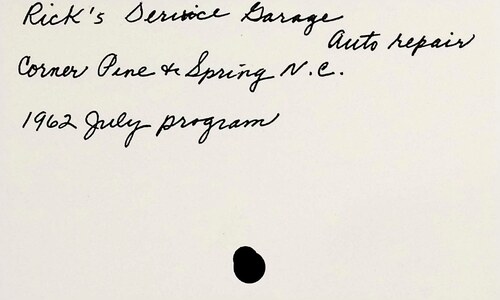 Rick's Service Garage
Auto repair
Corner Pine & Spring N.C.
1962 July program